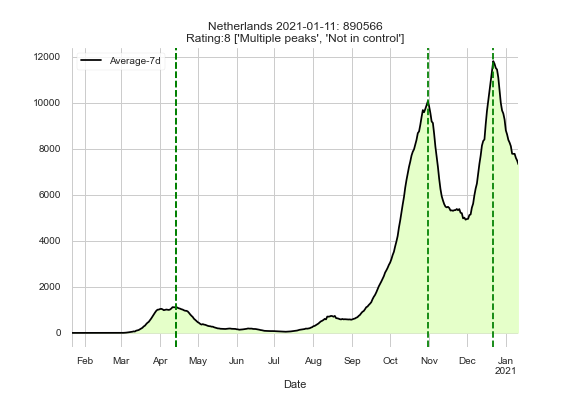 Netherlands 2021-01-11: 890566
Rating:8 ['Multiple peaks', 'Not in control']
Average-7d
12000
10000
8000
6000
4000
2000
0
Feb Mar Apr May Jun Jul Aug Sep Oct Nov Dec Jan
2021
Date